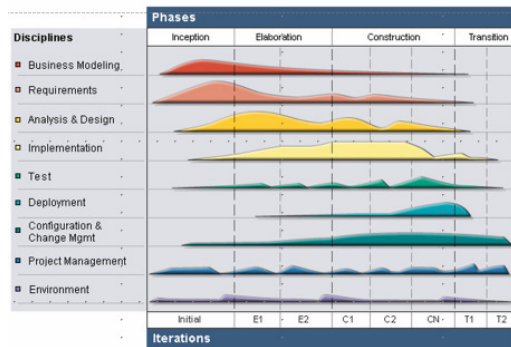 Phases
Disciplines
Inception Elaboration Construction Transition
Business Modeling
Requirements
Analysis & Design
Implementation
Test
Deployment
Configuration &
Change Mgmt
Project Management
Environment
Initial E1 E2 C1 C2 CN T1 T2
Iterations